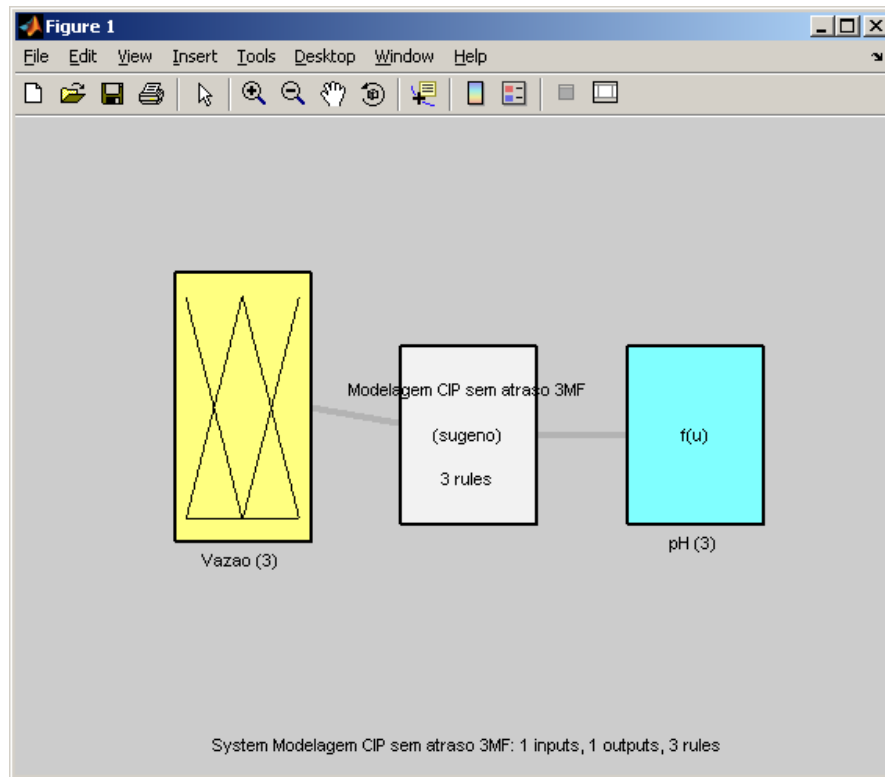 Figure 1
File Edit View Insert Tools Desktop Window Help
Modelagem CIP sem atraso 3MF
(sugeno)
f(u)
3 rules
pH (3)
Vazao (3)
System Modelagem CIP sem atraso 3MF: 1 inputs, 1 outputs, 3 rules